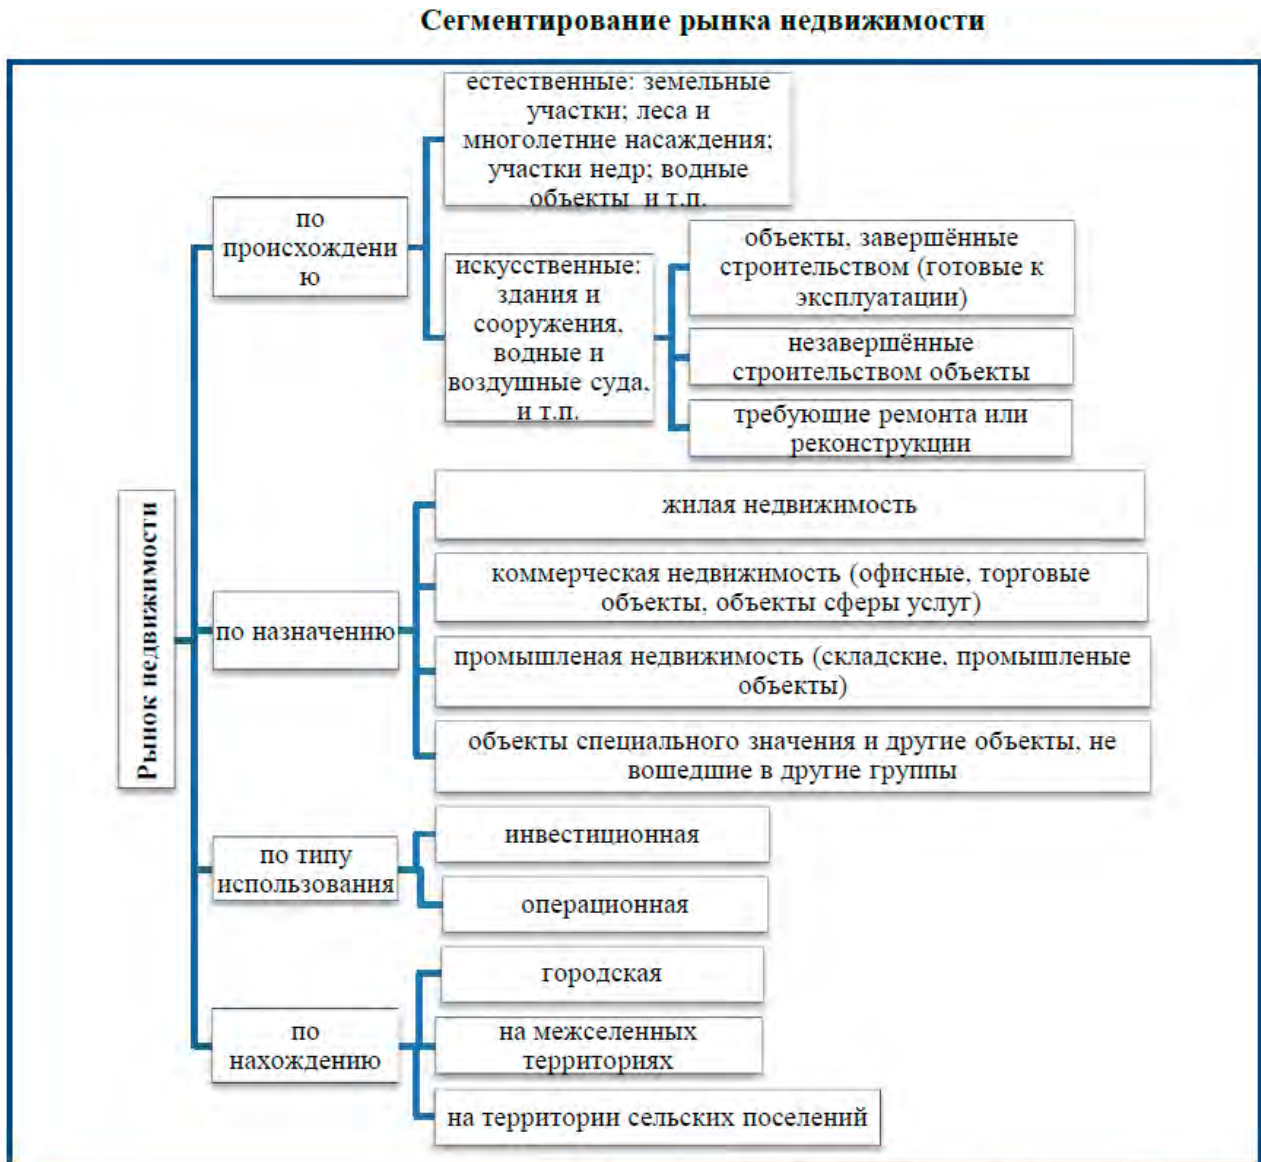 Сегментирование рынка недвижимости
естественные: земельные
участки; леса и
многолетние насаждения;
участки недр; водные
объекты и т.п.
по
происхождени
ю
искусственные:
здания и
сооружения,
водные и
воздушные суда,
и т.п.
объекты, завершённые
строительством (готовые к
эксплуатации)
незавершённые
строительством объекты
требующие ремонта или
реконструкции
Рынок недвижимости
жилая недвижимость
коммерческая недвижимость (офисные, торговые
объекты, объекты сферы услуг)
по назначению
промышленая недвижимость (складские, промышленые
объекты)
объекты специального значения и другие объекты, не
вошедшие в другие группы
по типу
использования
инвестиционная
операционная
городская
по
нахождению
на межселенных
территориях
на территории сельских поселений